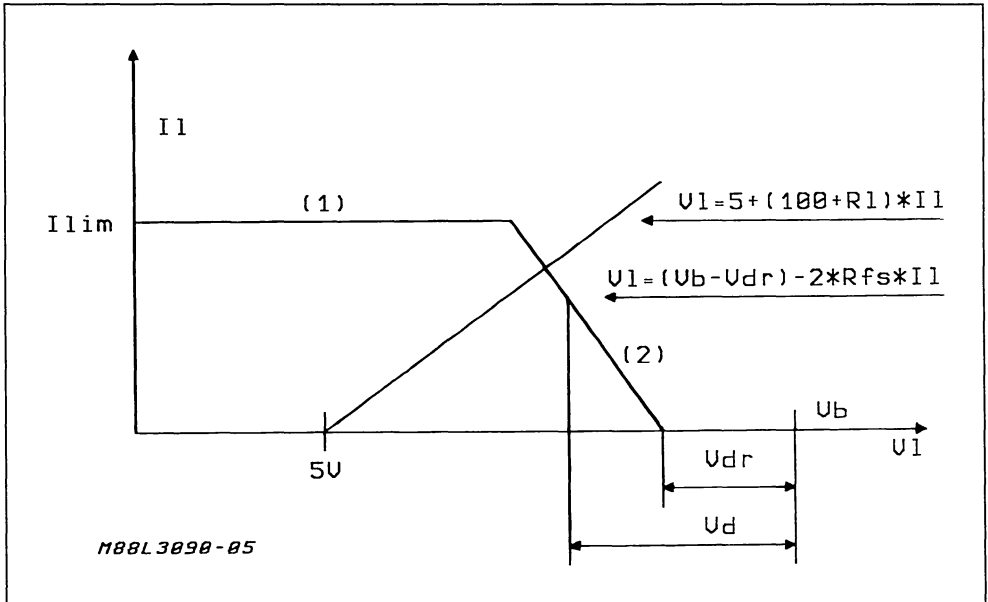 Il
(1)
Ilim
Vl=5+(100+Rl)*Il
Vl=(Vb-Vdr)-2*Rfs*Il
(2)
Vb
Vl
5V
Vdr
Vd
M88L3090-05